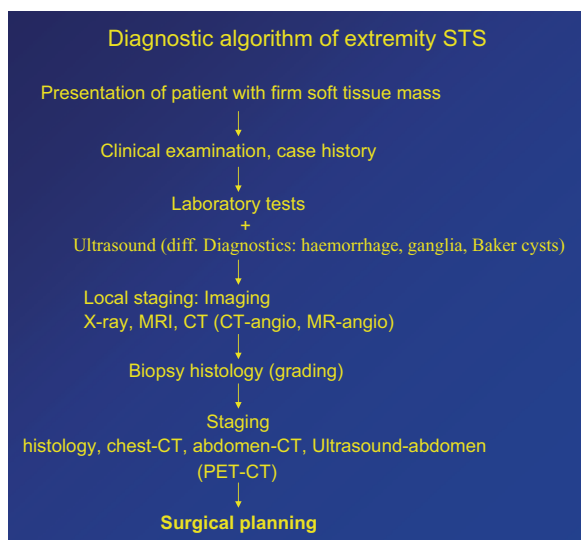 Diagnostic algorithm of extremity STS
Presentation of patient with firm soft tissue mass
Clinical examination, case history
Laboratory tests
+
Ultrasound (diff. Diagnostics: haemorrhage, ganglia, Baker cysts)
Local staging: Imaging
X-ray, MRI, CT (CT-angio, MR-angio)
Biopsy histology (grading)
Staging
histology, chest-CT, abdomen-CT, Ultrasound-abdomen
(PET-CT)
Surgical planning